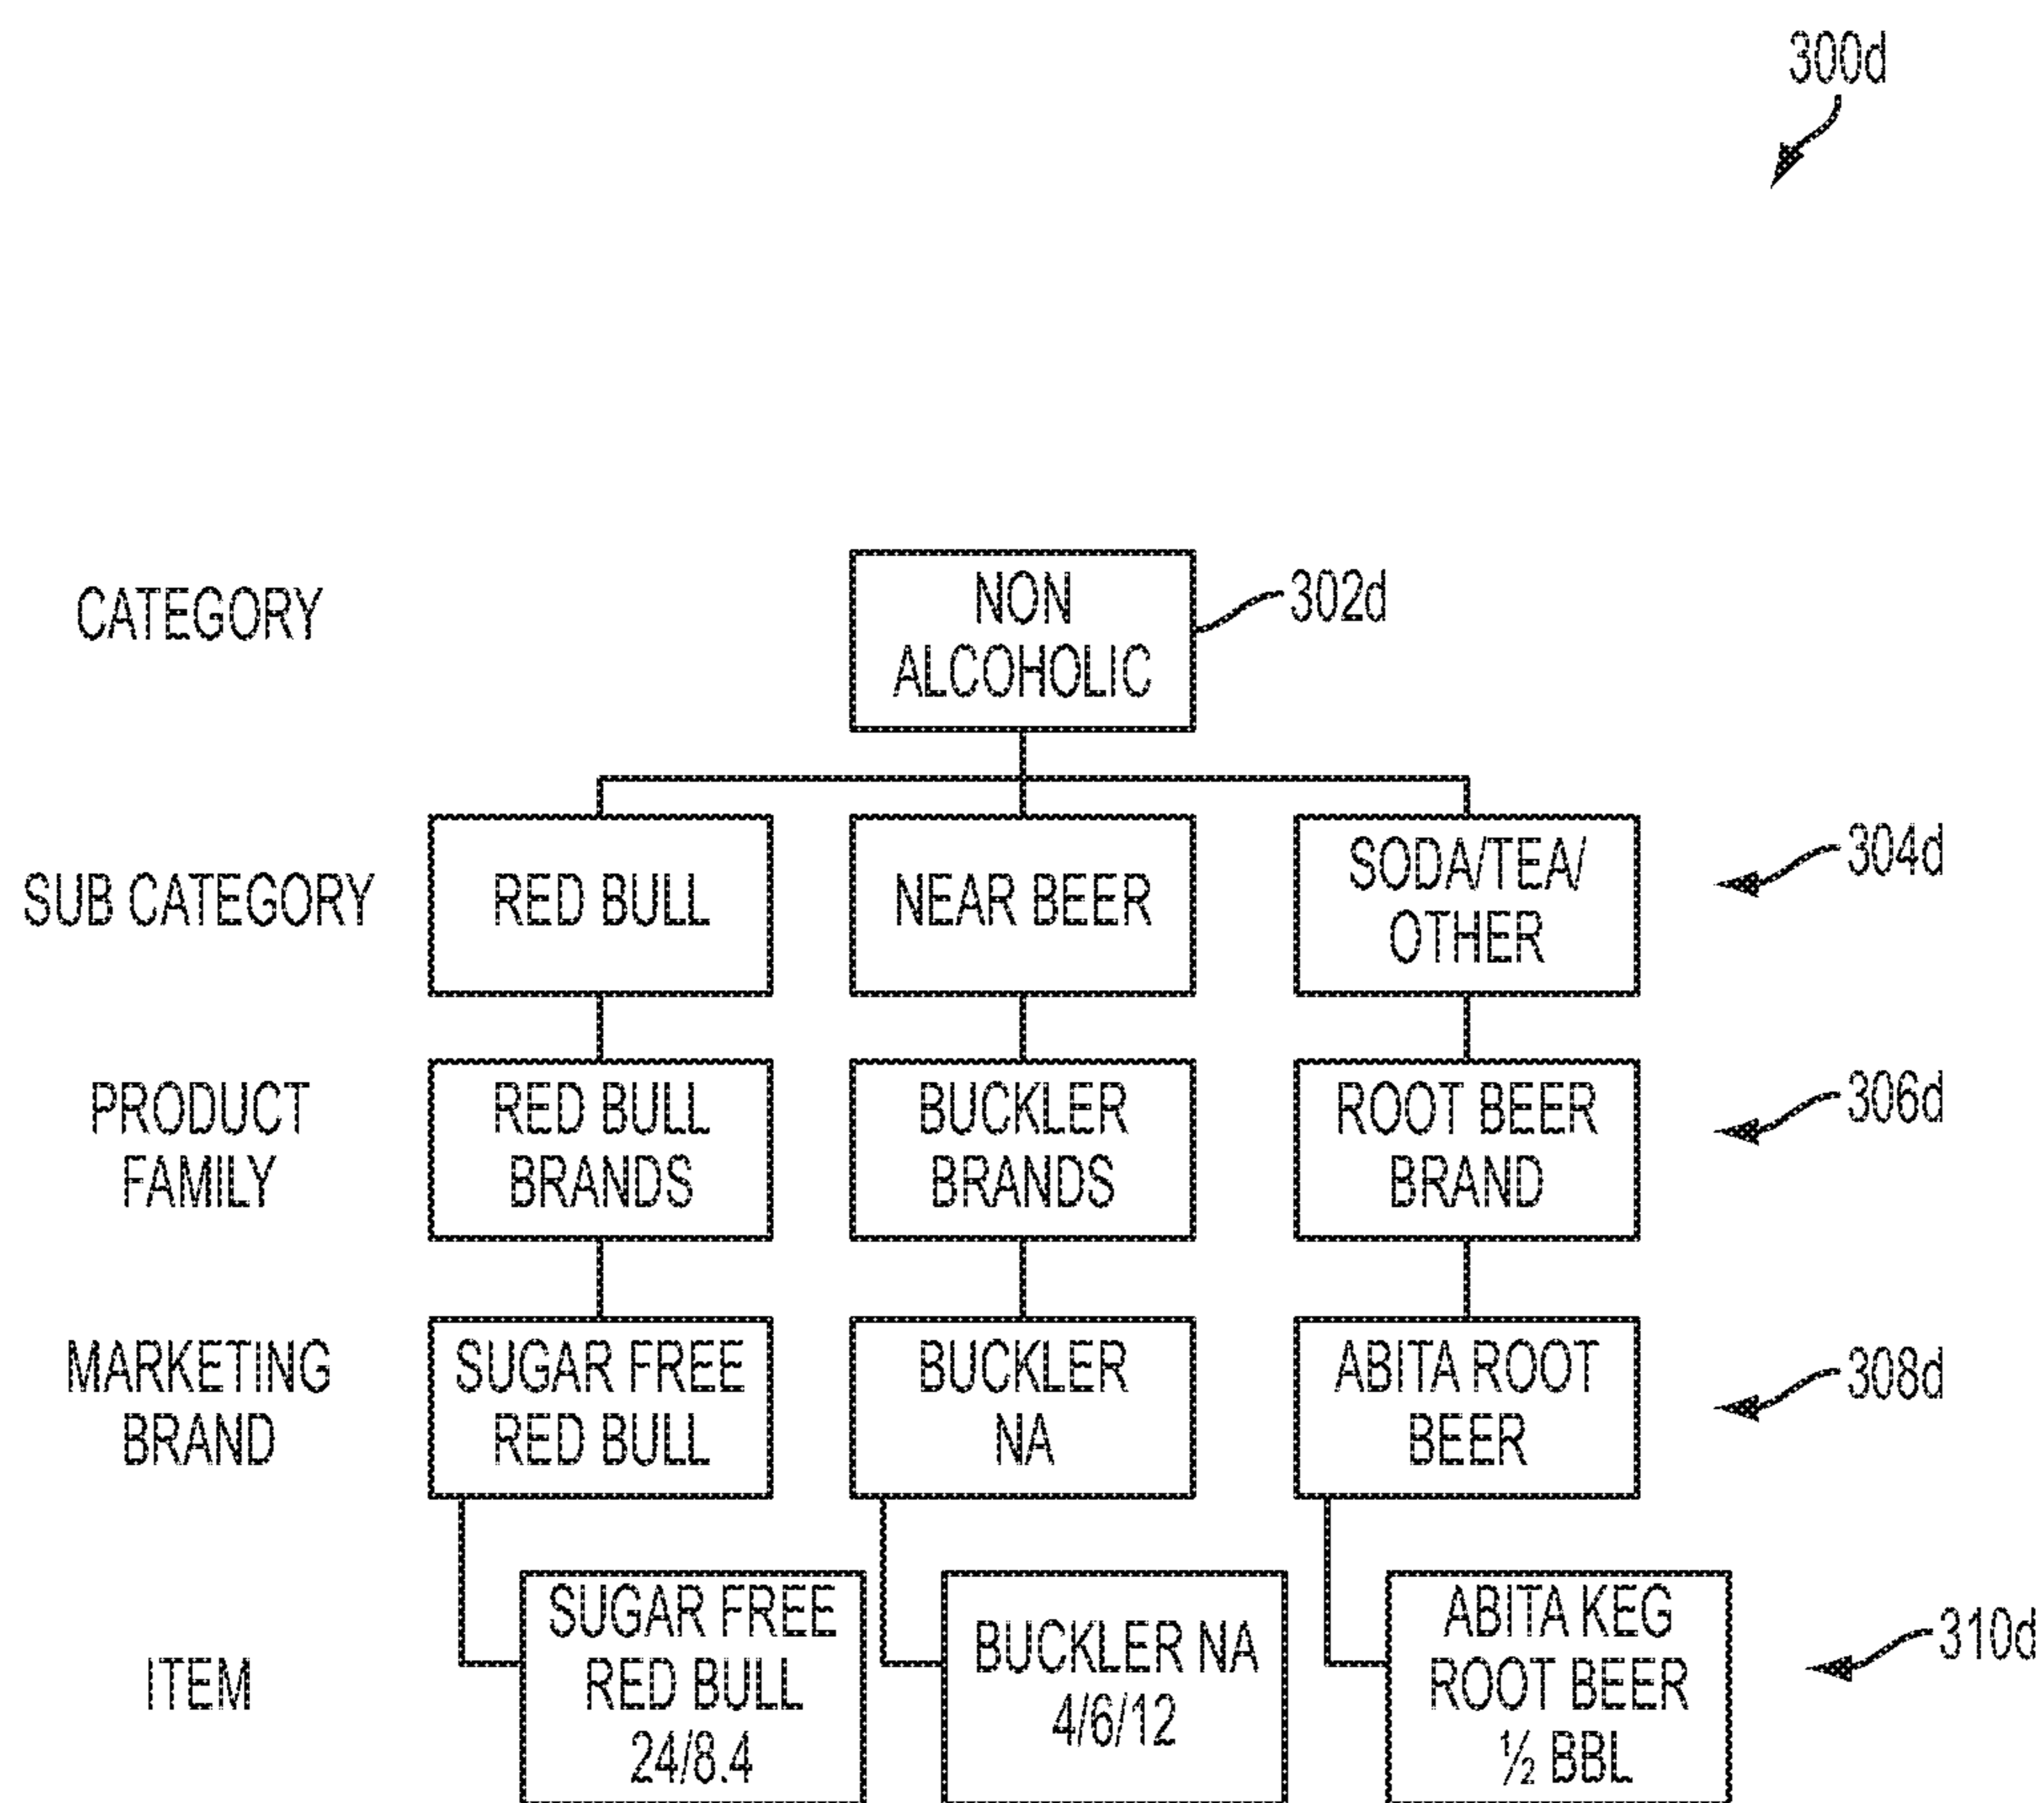 300d
CATEGORY
NON
ALCOHOLIC
302d
SUB CATEGORY
RED BULL
NEAR BEER
SODA/TEA/
OTHER
304d
PRODUCT
FAMILY
RED BULL
BRANDS
BUCKLER
BRANDS
ROOT BEER
BRAND
306d
MARKETING
BRAND
SUGAR FREE
RED BULL
BUCKLER
NA
ABITA ROOT
BEER
308d
ITEM
SUGAR FREE
RED BULL
24/8.4
BUCKLER NA
4/6/12
ABITA KEG
ROOT BEER
½ BBL
310d